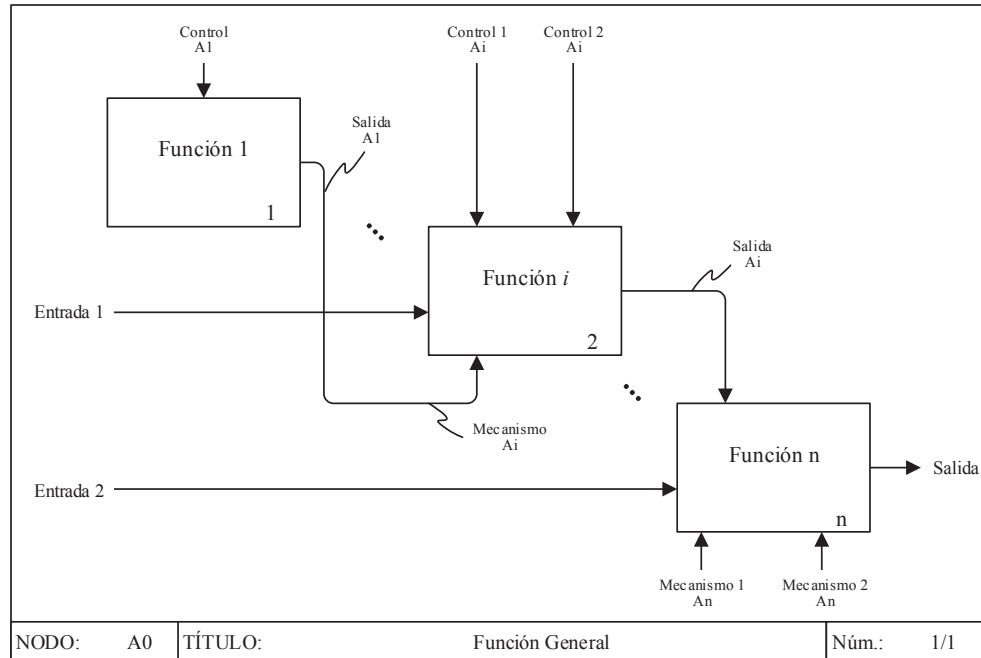 Control
A1
Control 1
Ai
Control 2
Ai
Función 1
1
Salida
A1
Función i
2
Salida
Ai
Entrada 1
Mecanismo
Ai
Función n
n
Salida
Entrada 2
Mecanismo 1
An
Mecanismo 2
An
NODO: A0 TÍTULO: Función General Núm.: 1/1